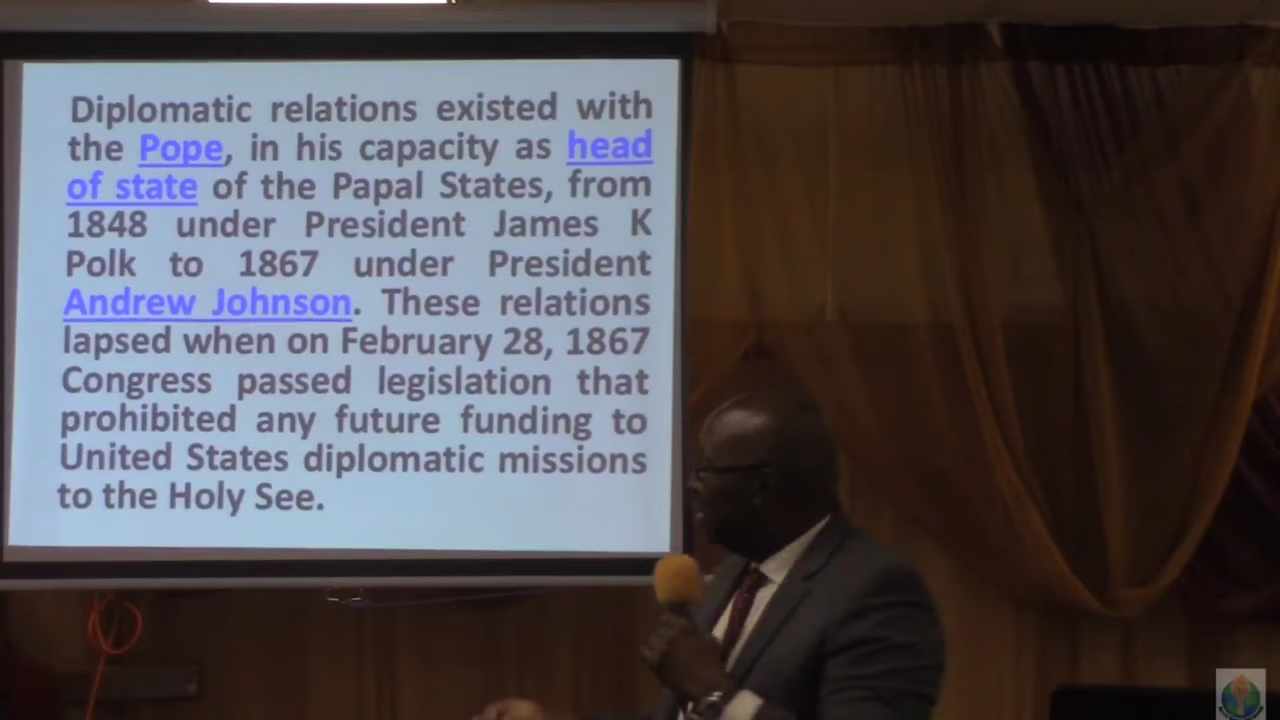 Diplomatic relations existed with
the Pope, in his capacity as head
of state of the Papal States, from
1848 under President James K
Polk to 1867 under President
Andrew Johnson. These relations
lapsed when on February 28, 1867
Congress passed legislation that
prohibited any future funding to
United States diplomatic missions
to the Holy See.